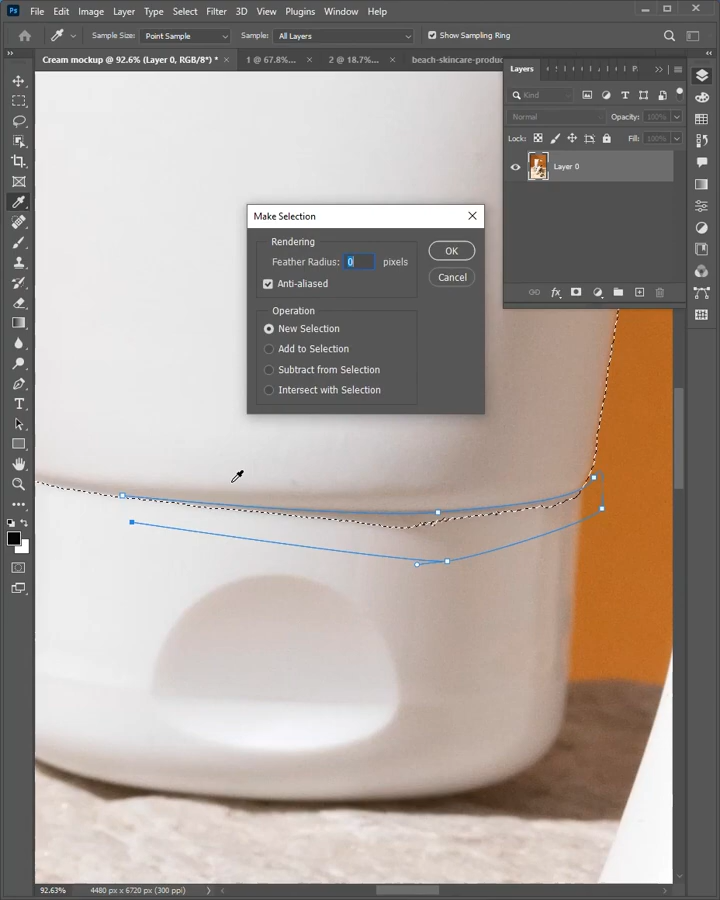 Ps File Edit Image Layer Type Select Filter 3D View Plugins Window Help
Sample Size: Point Sample Sample: All Layers Show Sampling Ring
Cream mockup @ 92.6% (Layer 0, RGB/8*) * × 1 @ 67.8%... × 2 @ 18.7%... × beach-skincare-produc
Layers
Kind
Normal Opacity: 100%
Lock: Fill: 100%
Layer 0
fx
Make Selection
Rendering
Feather Radius: 0 pixels
Anti-aliased
OK
Cancel
Operation
New Selection
Add to Selection
Subtract from Selection
Intersect with Selection
92.63% 4480 px x 6720 px (300 ppi)